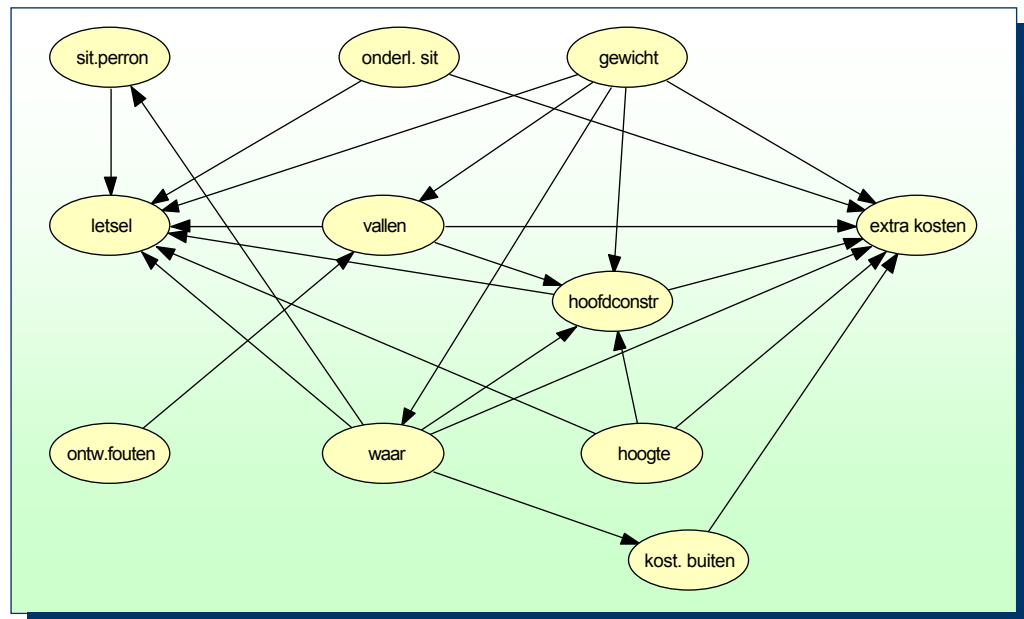 sit.perron
onderl. sit
gewicht
letsel
vallen
extra kosten
hoofdconstr
ontw.fouten
waar
hoogte
kost. buiten